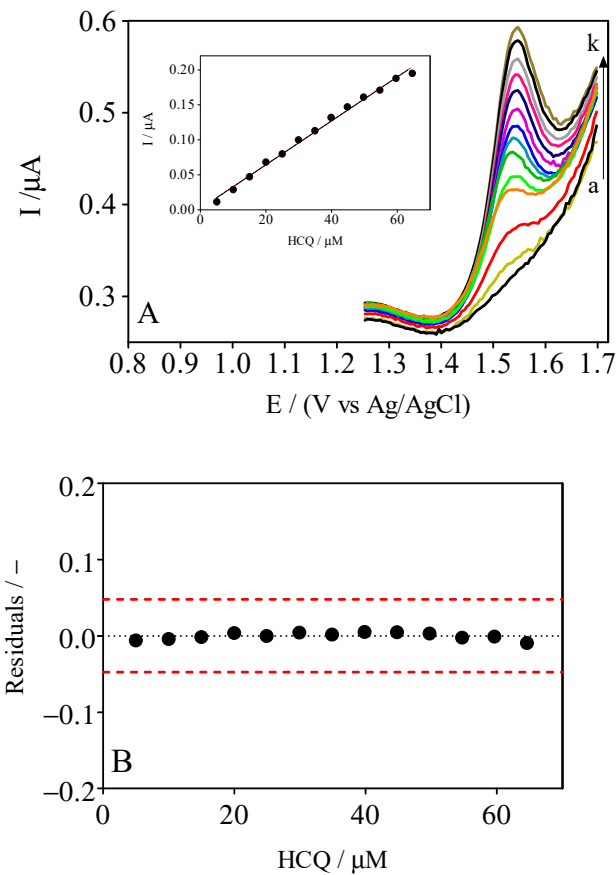 0.6
0.5
0.4
0.3
I /μA
0.20
0.15
0.10
0.05
0.00
I / μA
0
20
40
60
HCQ / μM
k
a
A
0.8 0.9 1.0 1.1 1.2 1.3 1.4 1.5 1.6 1.7
E / (V vs Ag/AgCl)
0.2
0.1
0.0
−0.1
−0.2
Residuals / −
B
0 20 40 60
HCQ / μM